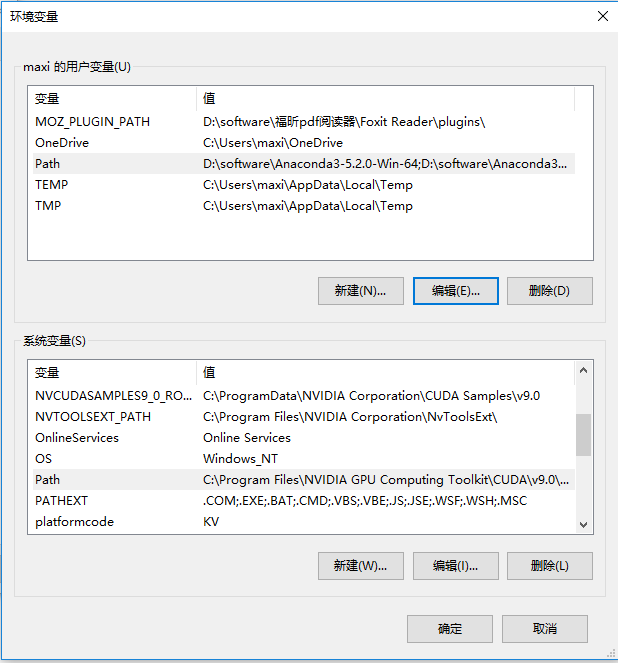 环境变量
maxi 的用户变量(U)
变量 值
MOZ_PLUGIN_PATH D:\software\福昕pdf阅读器\Foxit Reader\plugins\
OneDrive C:\Users\maxi\OneDrive
Path D:\software\Anaconda3-5.2.0-Win-64;D:\software\Anaconda3...
TEMP C:\Users\maxi\AppData\Local\Temp
TMP C:\Users\maxi\AppData\Local\Temp
新建(N)... 编辑(E)... 删除(D)
系统变量(S)
变量 值
NVCUDASAMPLES9_0_RO... C:\ProgramData\NVIDIA Corporation\CUDA Samples\v9.0
NVTOOLSEXT_PATH C:\Program Files\NVIDIA Corporation\NvToolsExt\
OnlineServices Online Services
OS Windows_NT
Path C:\Program Files\NVIDIA GPU Computing Toolkit\CUDA\v9.0\...
PATHEXT .COM;.EXE;.BAT;.CMD;.VBS;.VBE;.JS;.JSE;.WSF;.WSH;.MSC
platformcode KV
新建(W)... 编辑(I)... 删除(L)
确定 取消